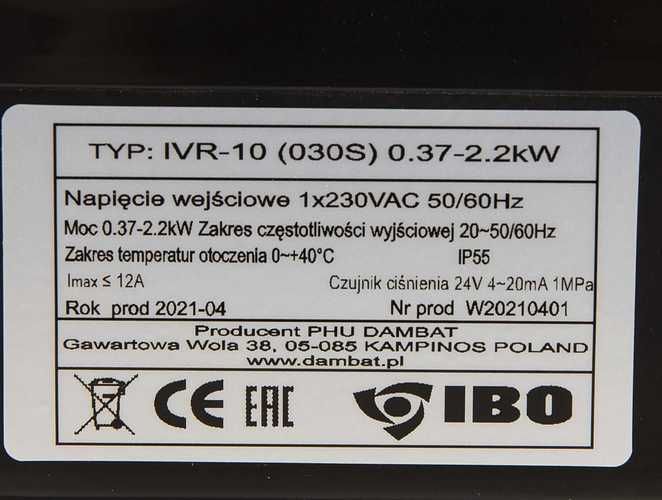 TYP: IVR-10 (030S) 0.37-2.2kW
Napięcie wejściowe 1x230VAC 50/60Hz
Moc 0.37-2.2kW Zakres częstotliwości wyjściowej 20~50/60Hz
Zakres temperatur otoczenia 0~+40°C IP55
Imax ≤ 12A Czujnik ciśnienia 24V 4~20mA 1MPa
Rok prod 2021-04 Nr prod W20210401
Producent PHU DAMBAT
Gawartowa Wola 38, 05-085 KAMPINOS POLAND
www.dambat.pl
CE EAC IBO